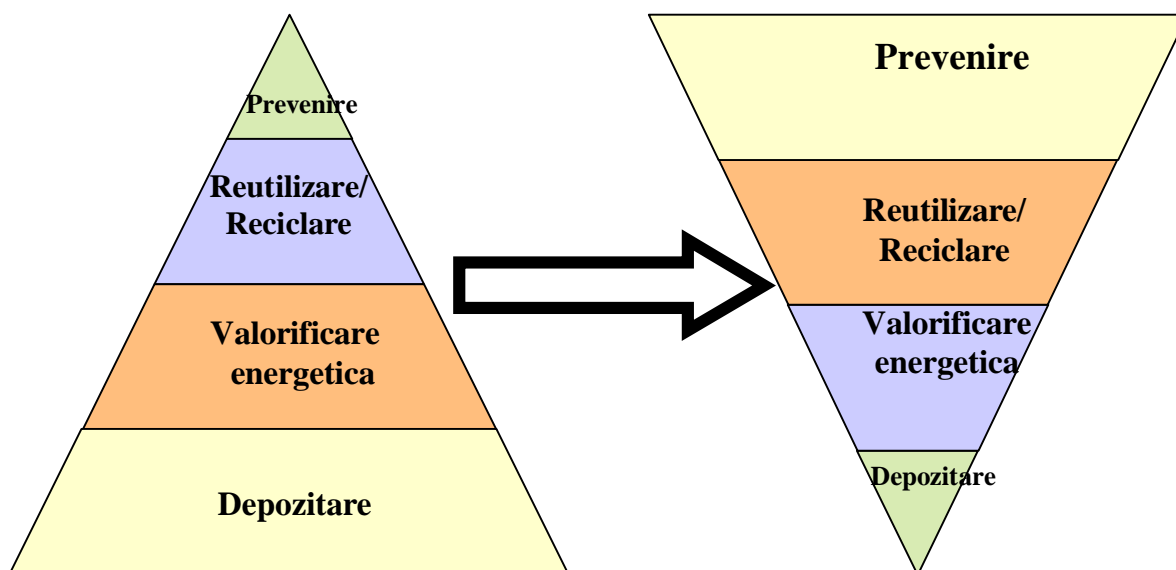 Prevenire
Reutilizare/
Reciclare
Valorificare
energetica
Depozitare
Prevenire
Reutilizare/
Reciclare
Valorificare
energetica
Depozitare